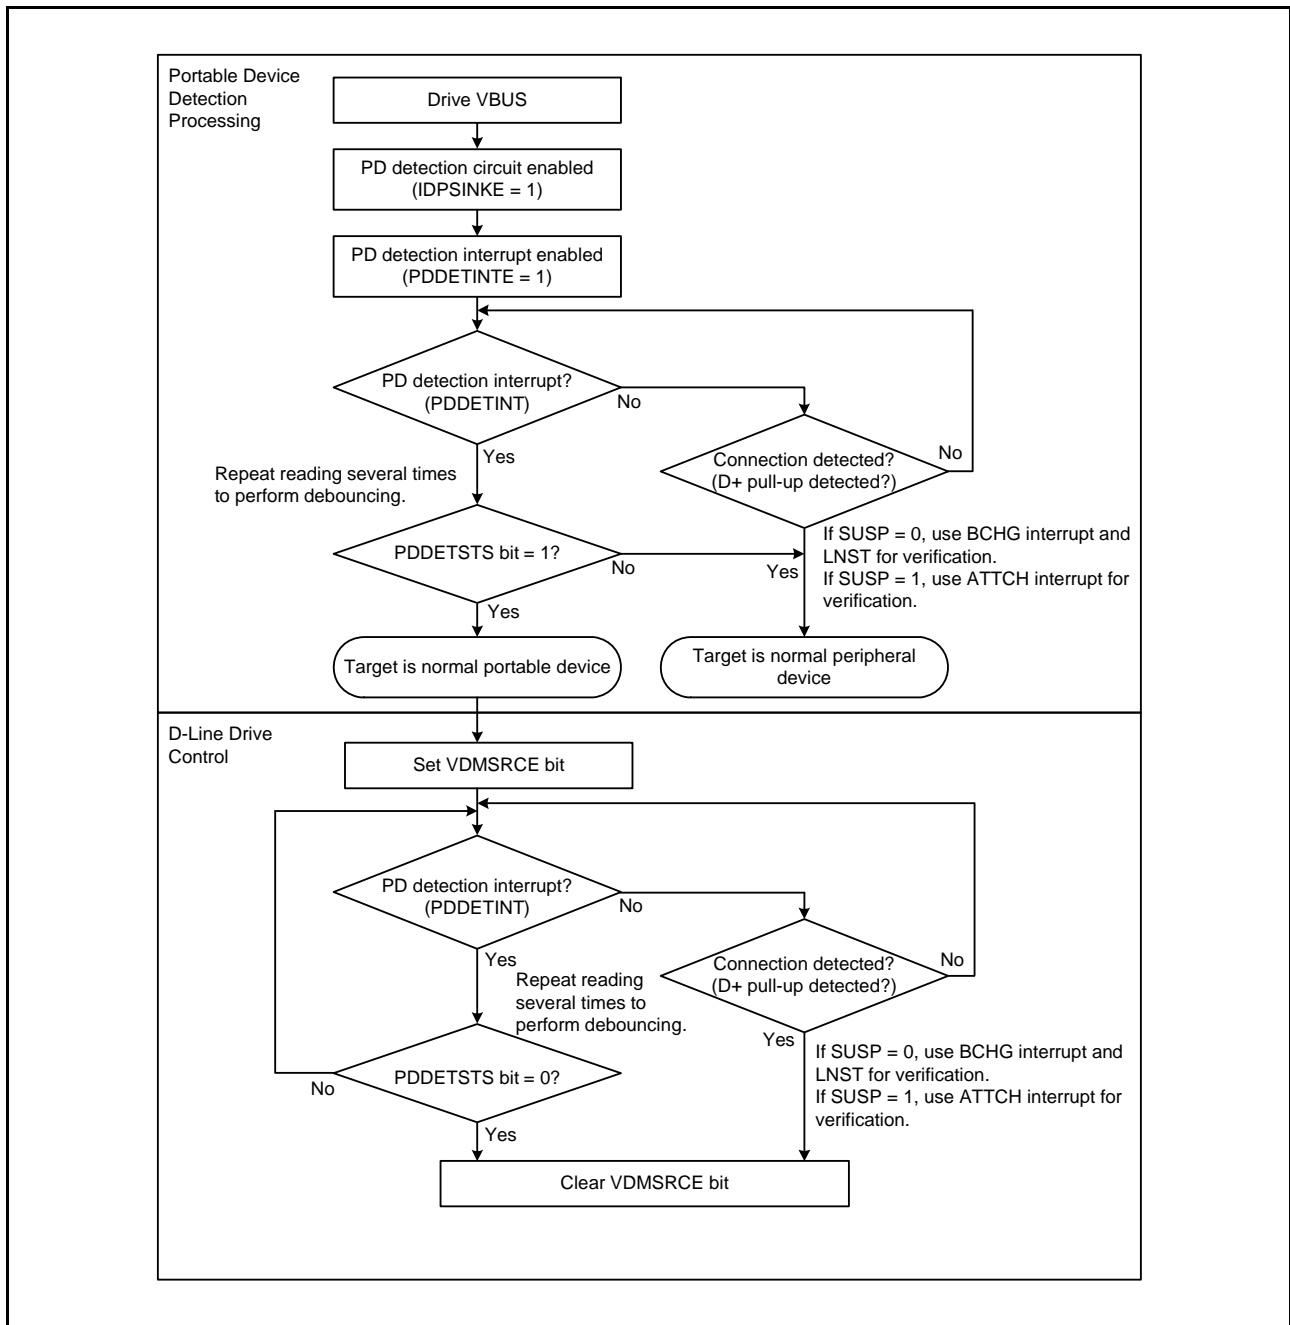 Portable Device
Detection
Processing
Drive VBUS
PD detection circuit enabled
(IDPSINKE = 1)
PD detection interrupt enabled
(PDDETINTE = 1)
PD detection interrupt?
(PDDETINT)
No
Yes
Connection detected?
(D+ pull-up detected?)
No
Repeat reading several times
to perform debouncing.
PDDETSTS bit = 1?
No
Yes
Yes
If SUSP = 0, use BCHG interrupt and
LNST for verification.
If SUSP = 1, use ATTCH interrupt for
verification.
Target is normal portable device
Target is normal peripheral
device
D-Line Drive
Control
Set VDMSRCE bit
PD detection interrupt?
(PDDETINT)
No
Yes
Connection detected?
(D+ pull-up detected?)
No
Repeat reading
several times to
perform debouncing.
PDDETSTS bit = 0?
No
Yes
Yes
If SUSP = 0, use BCHG interrupt and
LNST for verification.
If SUSP = 1, use ATTCH interrupt for
verification.
Clear VDMSRCE bit